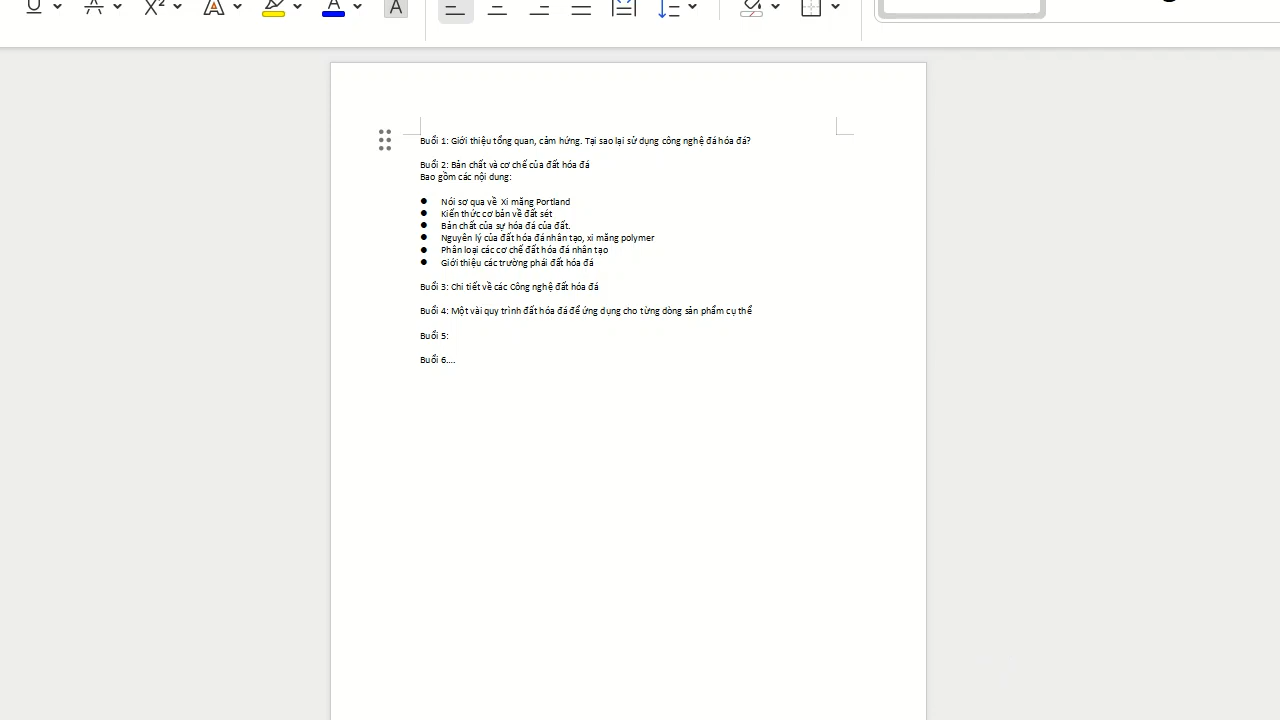 Buổi 1: Giới thiệu tổng quan, cảm hứng. Tại sao lại sử dụng công nghệ đá hóa đá?
Buổi 2: Bản chất và cơ chế của đất hóa đá
Bao gồm các nội dung:
● Nói sơ qua về Xi măng Portland
● Kiến thức cơ bản về đất sét
● Bản chất của sự hóa đá của đất.
● Nguyên lý của đất hóa đá nhân tạo, xi măng polymer
● Phân loại các cơ chế đất hóa đá nhân tạo
● Giới thiệu các trường phái đất hóa đá
Buổi 3: Chi tiết về các Công nghệ đất hóa đá
Buổi 4: Một vài quy trình đất hóa đá để ứng dụng cho từng dòng sản phẩm cụ thể
Buổi 5:
Buổi 6....